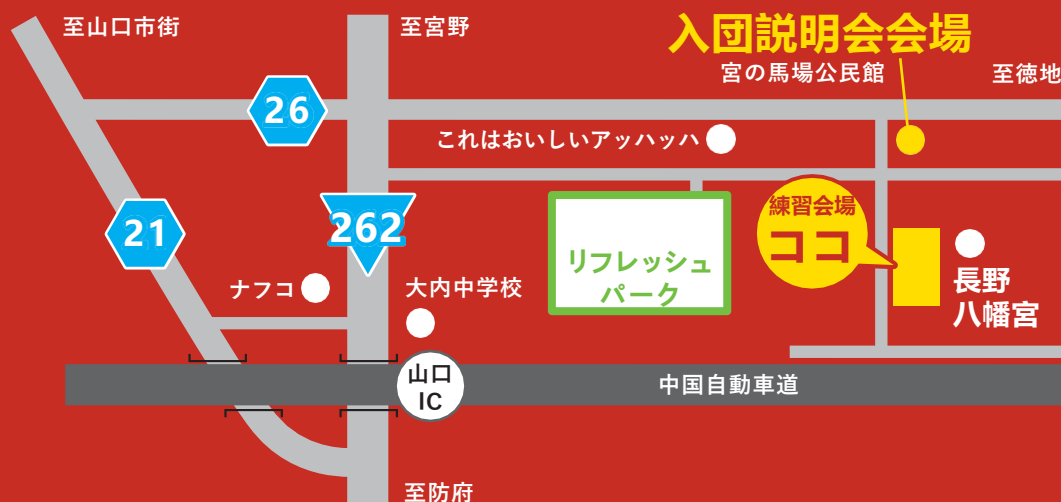 至山口市街
至宮野
入団説明会会場
宮の馬場公民館
至徳地
26
これはおいしいアッハッハ
練習会場
ココ
262
21
リフレッシュ
パーク
ナフコ
大内中学校
長野
八幡宮
山口
IC
中国自動車道
至防府